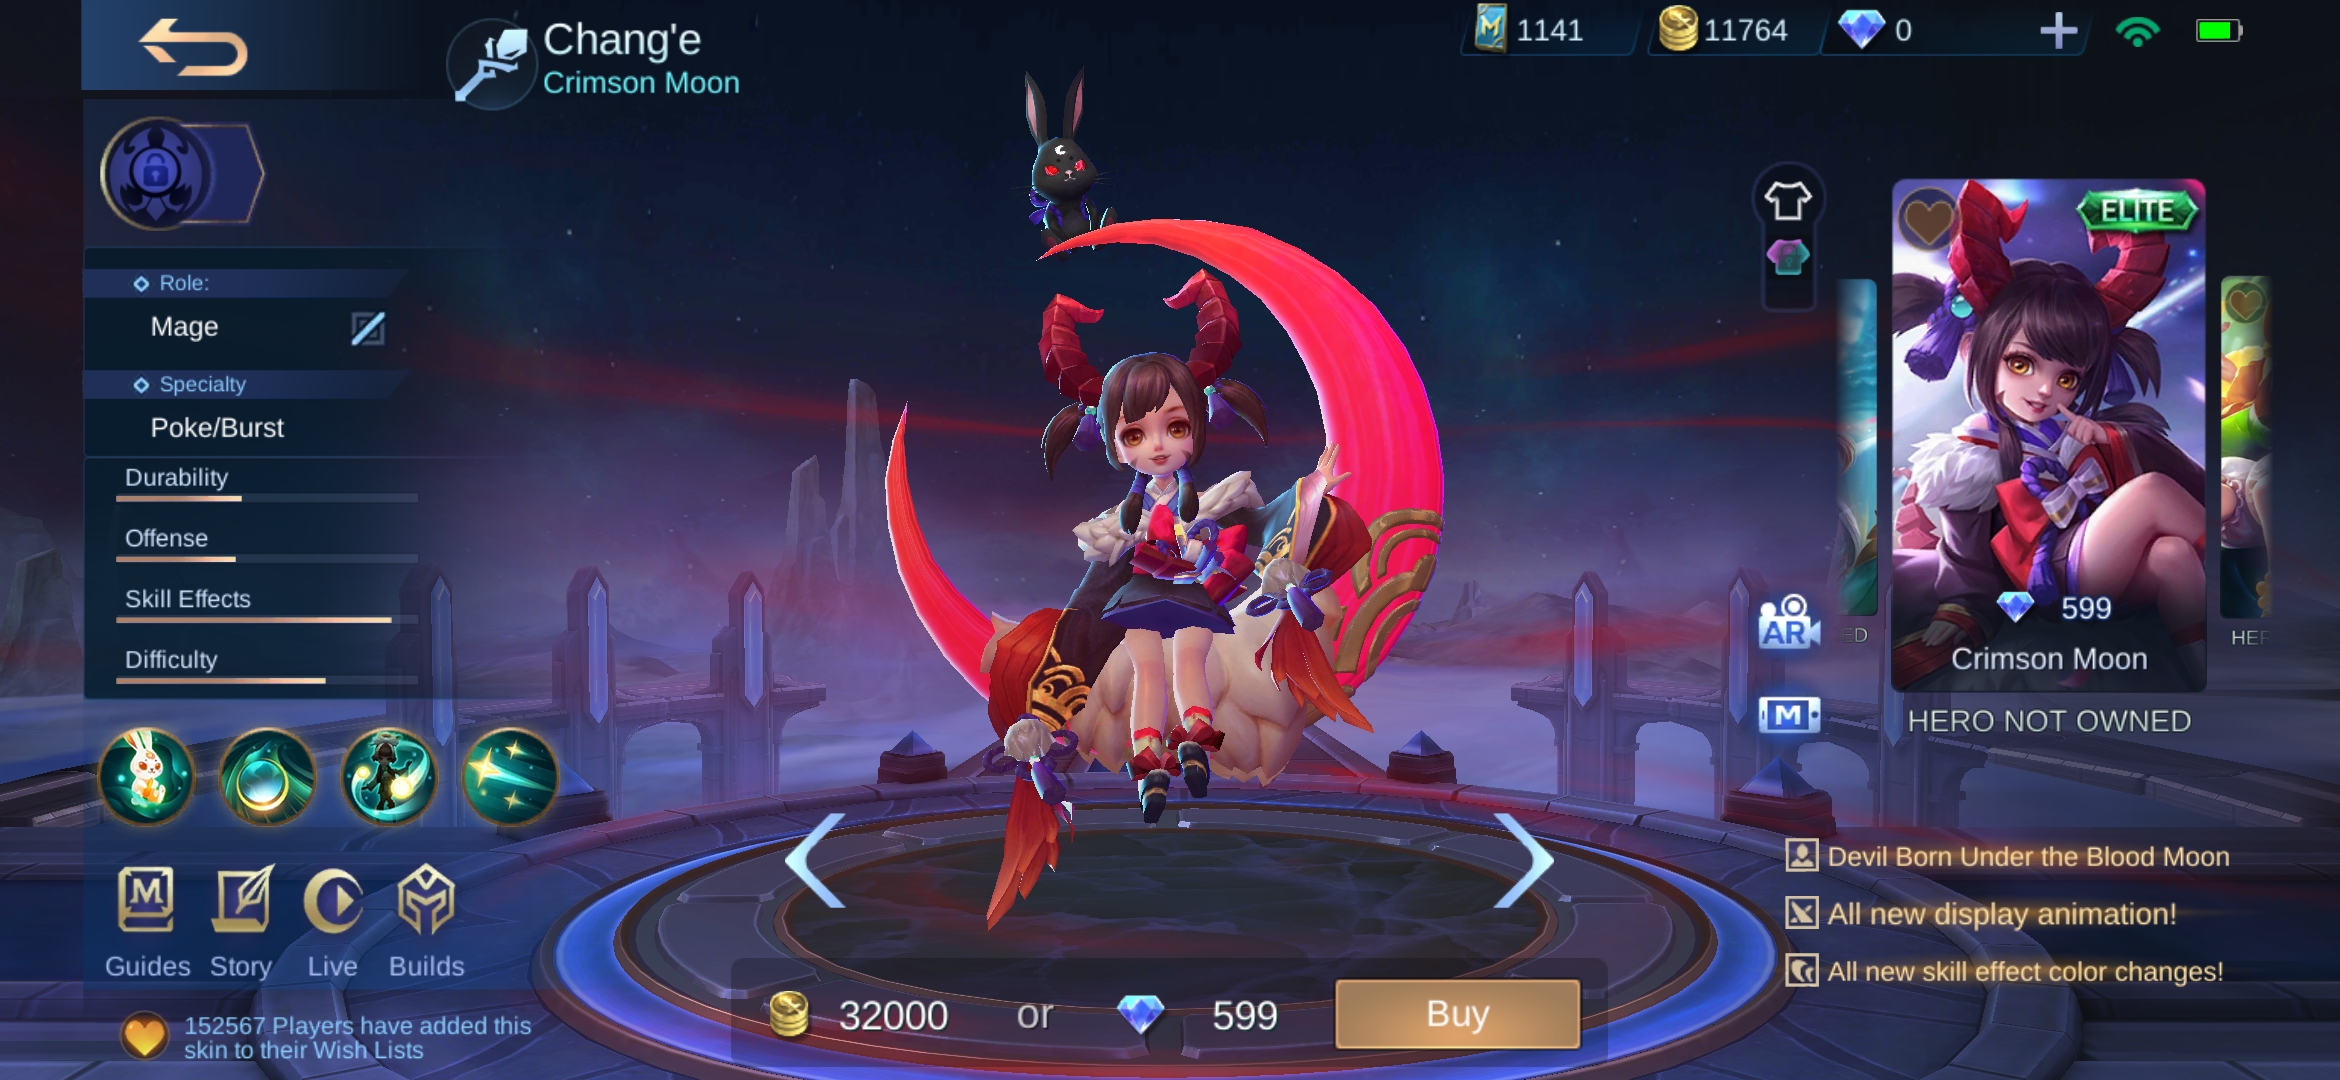 Chang'e
Crimson Moon
1141
11764
0
Role:
Mage
Specialty
Poke/Burst
Durability
Offense
Skill Effects
Difficulty
Guides
Story
Live
Builds
152567 Players have added this
skin to their Wish Lists
32000
or
599
Buy
AR
M
ELITE
599
Crimson Moon
HERO NOT OWNED
ED
HER
Devil Born Under the Blood Moon
All new display animation!
All new skill effect color changes!